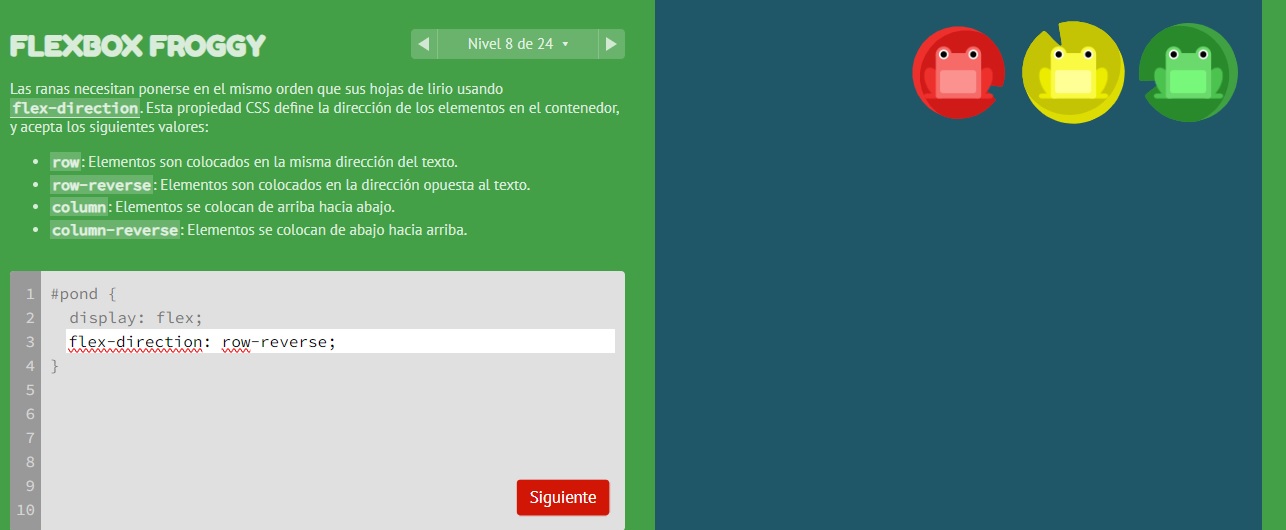 FLEXBOX FROGGY
Nivel 8 de 24
Las ranas necesitan ponerse en el mismo orden que sus hojas de lirio usando
flex-direction. Esta propiedad CSS define la dirección de los elementos en el contenedor,
y acepta los siguientes valores:
• row: Elementos son colocados en la misma dirección del texto.
• row-reverse: Elementos son colocados en la dirección opuesta al texto.
• column: Elementos se colocan de arriba hacia abajo.
• column-reverse: Elementos se colocan de abajo hacia arriba.
1 #pond {
2 display: flex;
3 flex-direction: row-reverse;
4 }
5
6
7
8
9
10
Siguiente